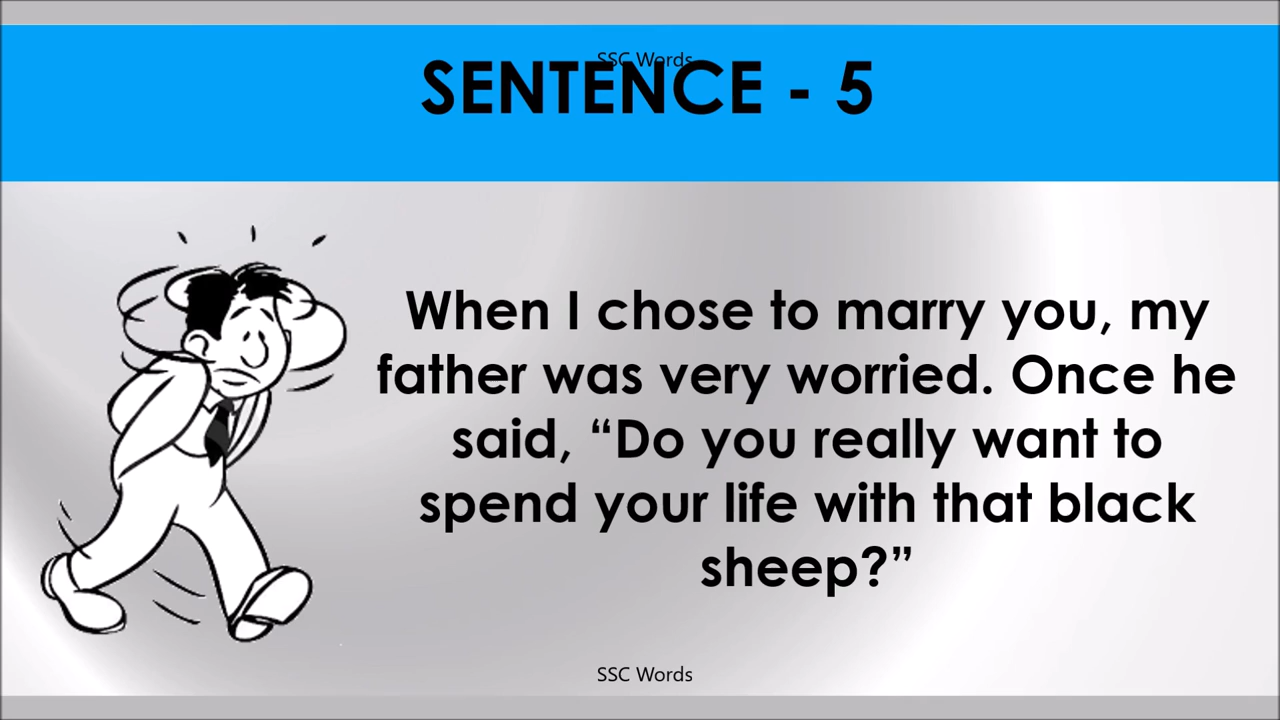 SSC Words
SENTENCE - 5
When I chose to marry you, my
father was very worried. Once he
said, “Do you really want to
spend your life with that black
sheep?”
SSC Words